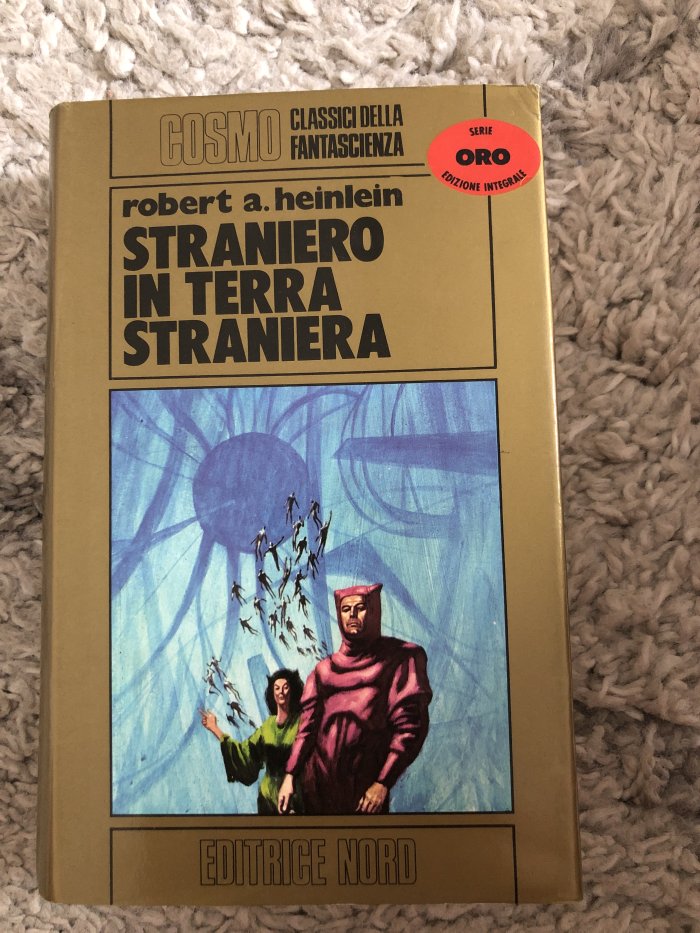 COSMO CLASSICI DELLA
FANTASCIENZA
SERIE
ORO
EDIZIONE INTEGRALE
robert a. heinlein
STRANIERO
IN TERRA
STRANIERA
EDITRICE NORD